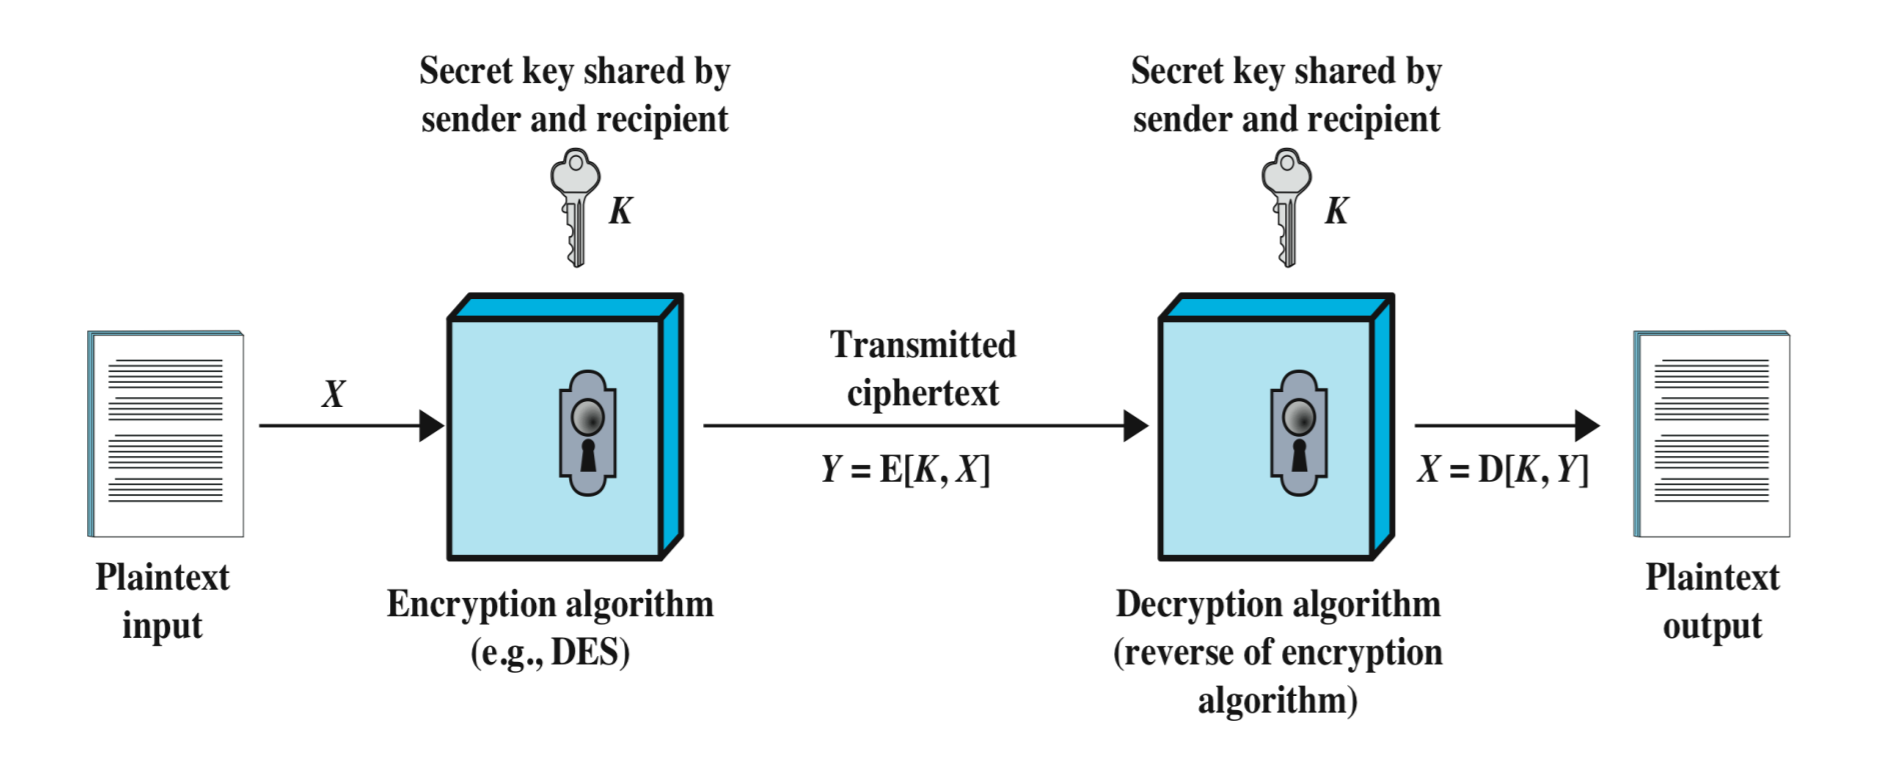 Secret key shared by
sender and recipient
K
Secret key shared by
sender and recipient
K
X
Transmitted
ciphertext
Y = E[K, X]
X = D[K, Y]
Plaintext
input
Encryption algorithm
(e.g., DES)
Decryption algorithm
(reverse of encryption
algorithm)
Plaintext
output